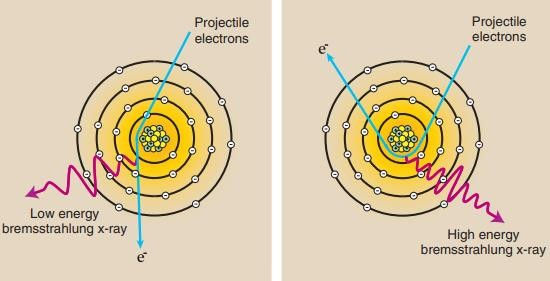 Projectile
electrons
Low energy
bremsstrahlung x-ray
e-
Projectile
electrons
e-
High energy
bremsstrahlung x-ray